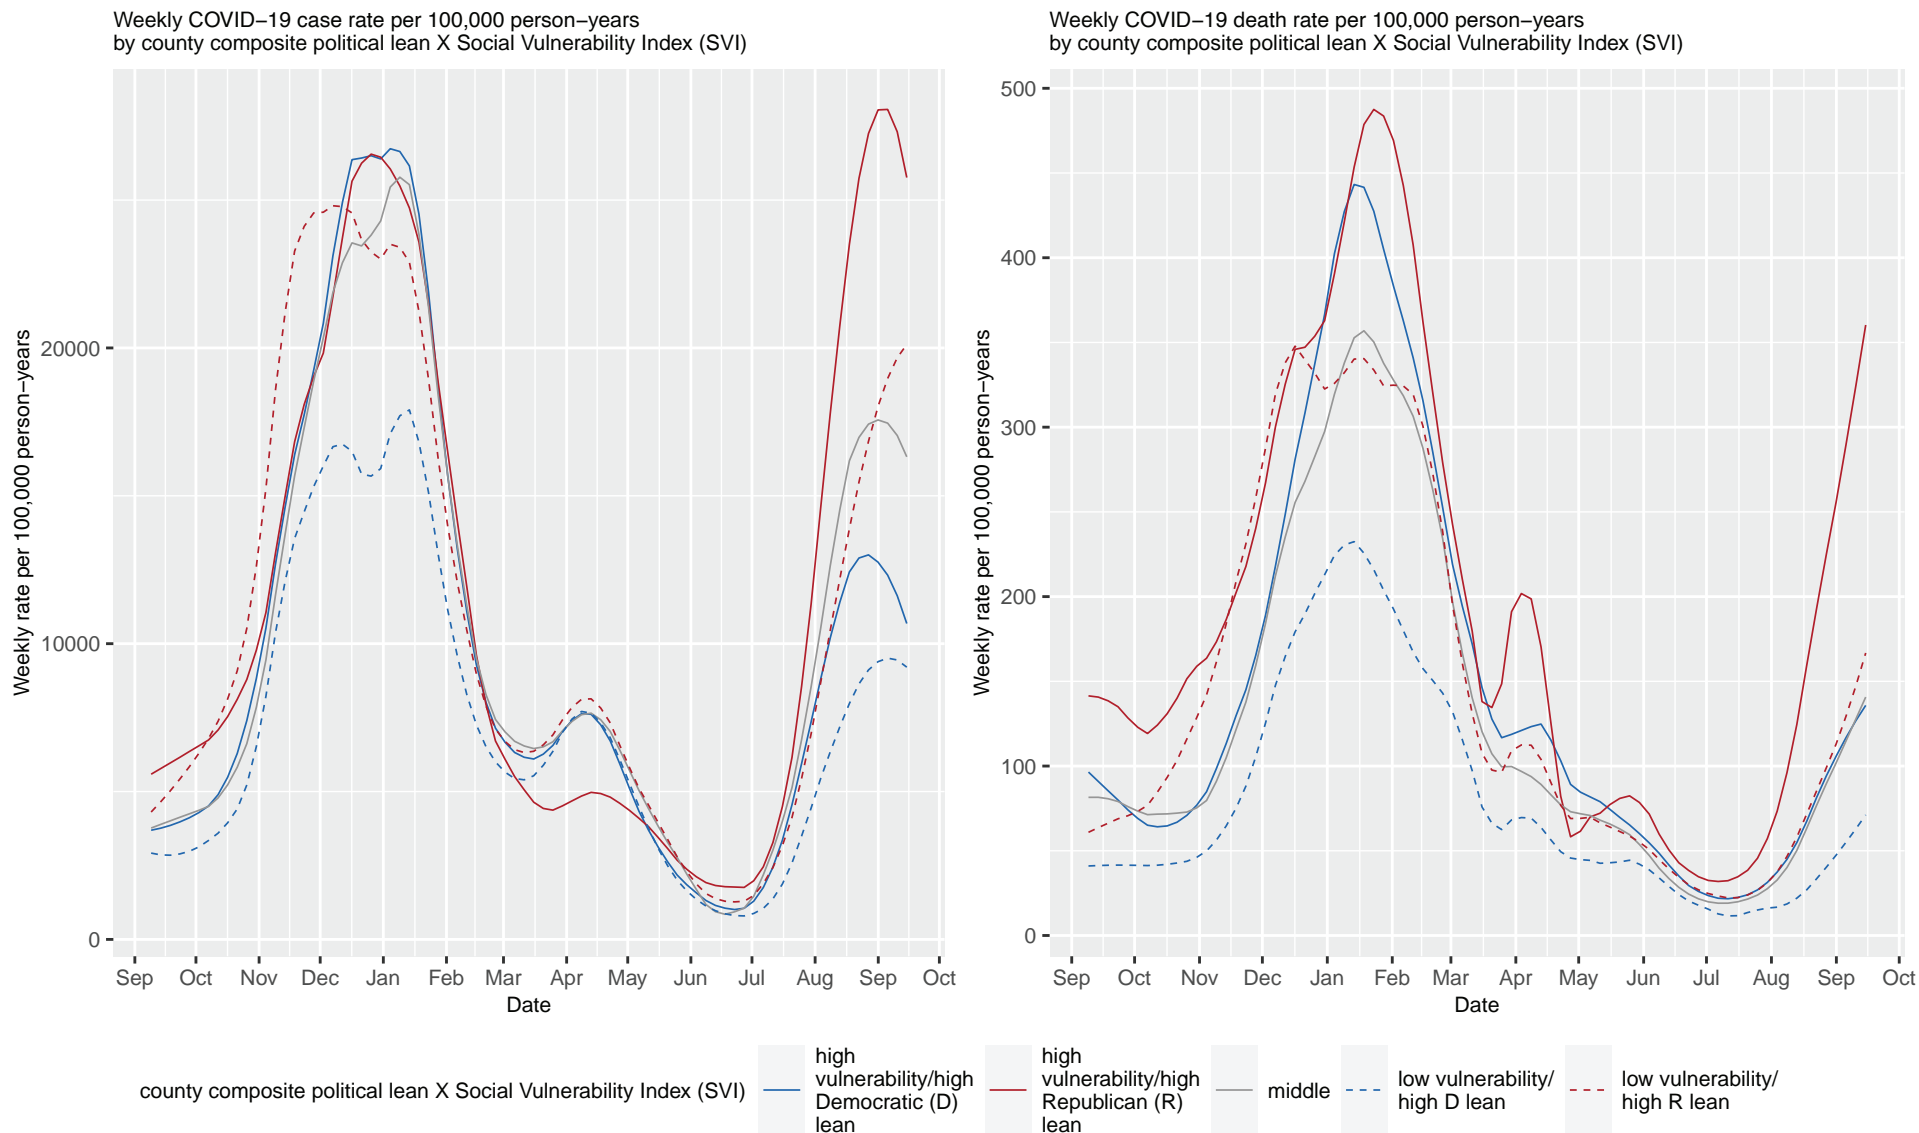 Weekly COVID−19 case rate per 100,000 person−years
by county composite political lean X Social Vulnerability Index (SVI)
Weekly rate per 100,000 person−years
20000
10000
0
Sep Oct Nov Dec Jan Feb Mar Apr May Jun Jul Aug Sep Oct
Date
Weekly COVID−19 death rate per 100,000 person−years
by county composite political lean X Social Vulnerability Index (SVI)
Weekly rate per 100,000 person−years
500
400
300
200
100
0
Sep Oct Nov Dec Jan Feb Mar Apr May Jun Jul Aug Sep Oct
Date
county composite political lean X Social Vulnerability Index (SVI)
high
vulnerability/high
Democratic (D)
lean
high
vulnerability/high
Republican (R)
lean
middle
low vulnerability/
high D lean
low vulnerability/
high R lean